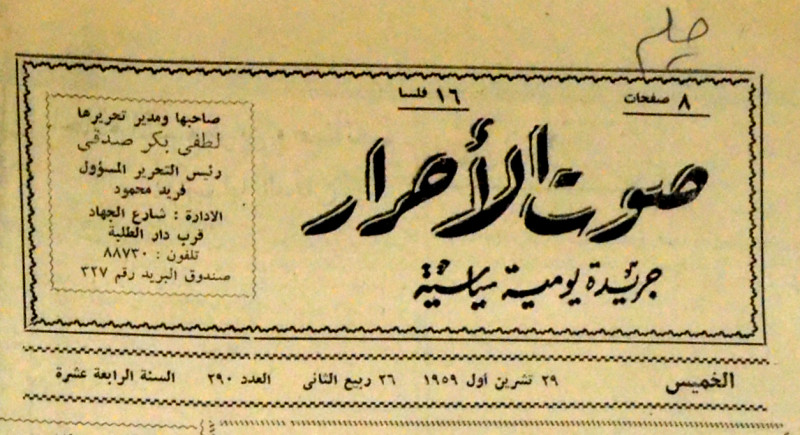 حليم
٨ صفحات
١٦ فلسا
صوت الأحرار
جريدة يومية سياسية
صاحبها ومدير تحريرها
لطفي بكر صدقي
رئيس التحرير المسؤول
فريد محمود
الادارة : شارع الجهاد
قرب دار الطلبة
تلفون : ٨٨٧٣٠
صندوق البريد رقم ٣٢٧
الخميس ٢٩ تشرين أول ١٩٥٩ ٢٦ ربيع الثانى العدد ٢٩٠ السنة الرابعة عشرة